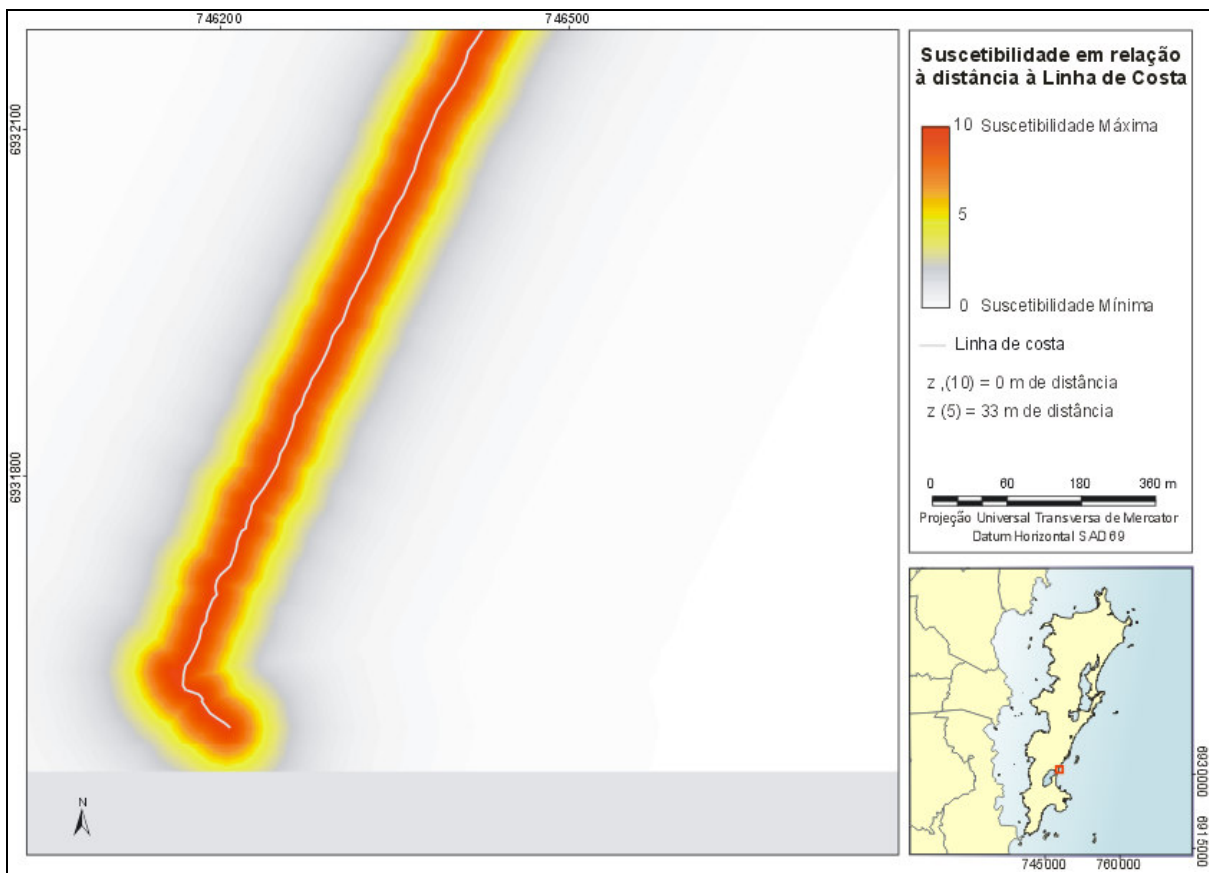 746200
746500
6932100
6931800
N
Suscetibilidade em relação
à distância à Linha de Costa
10 Suscetibilidade Máxima
5
0 Suscetibilidade Mínima
Linha de costa
z ,(10) = 0 m de distância
z (5) = 33 m de distância
0 60 180 360 m
Projeção Universal Transversa de Mercator
Datum Horizontal SAD 69
6930000
6915000
745000
760000